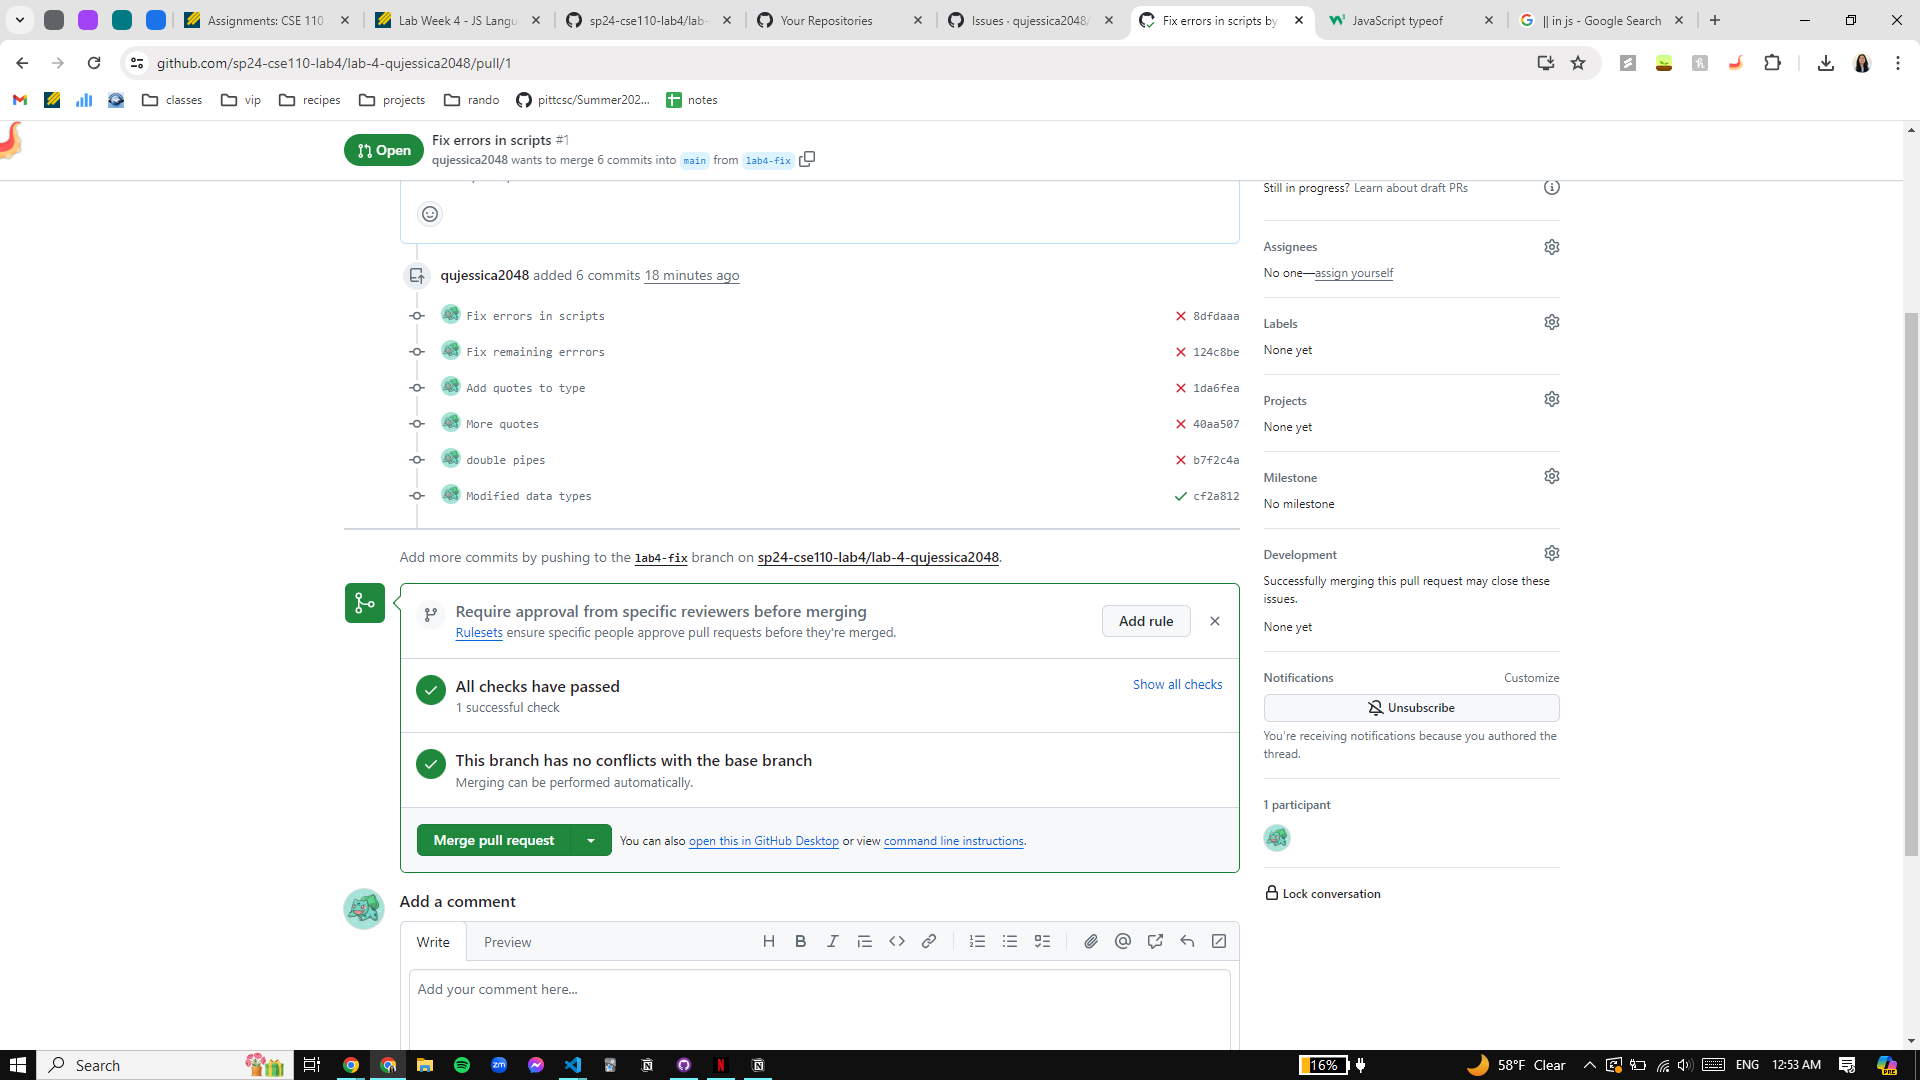 Assignments: CSE 110
Lab Week 4 - JS Langu
sp24-cse110-lab4/lab-
Your Repositories
Issues · qujessica2048/
Fix errors in scripts by
JavaScript typeof
|| in js - Google Search
github.com/sp24-cse110-lab4/lab-4-qujessica2048/pull/1
classes
vip
recipes
projects
rando
pittcsc/Summer202...
notes
Open
Fix errors in scripts #1
qujessica2048 wants to merge 6 commits into main from lab4-fix
Still in progress? Learn about draft PRs
Assignees
No one—assign yourself
qujessica2048 added 6 commits 18 minutes ago
Fix errors in scripts 8dfdaaa
Fix remaining errrors 124c8be
Add quotes to type 1da6fea
More quotes 40aa507
double pipes b7f2c4a
Modified data types cf2a812
Labels
None yet
Projects
None yet
Milestone
No milestone
Add more commits by pushing to the lab4-fix branch on sp24-cse110-lab4/lab-4-qujessica2048.
Development
Successfully merging this pull request may close these
issues.
None yet
Require approval from specific reviewers before merging
Rulesets ensure specific people approve pull requests before they're merged.
Add rule
All checks have passed
1 successful check
Show all checks
This branch has no conflicts with the base branch
Merging can be performed automatically.
Merge pull request
You can also open this in GitHub Desktop or view command line instructions.
Notifications
Customize
Unsubscribe
You're receiving notifications because you authored the
thread.
1 participant
Lock conversation
Add a comment
Write
Preview
H B I
Add your comment here...
Search
zm
N
16%
58°F Clear
ENG
12:53 AM